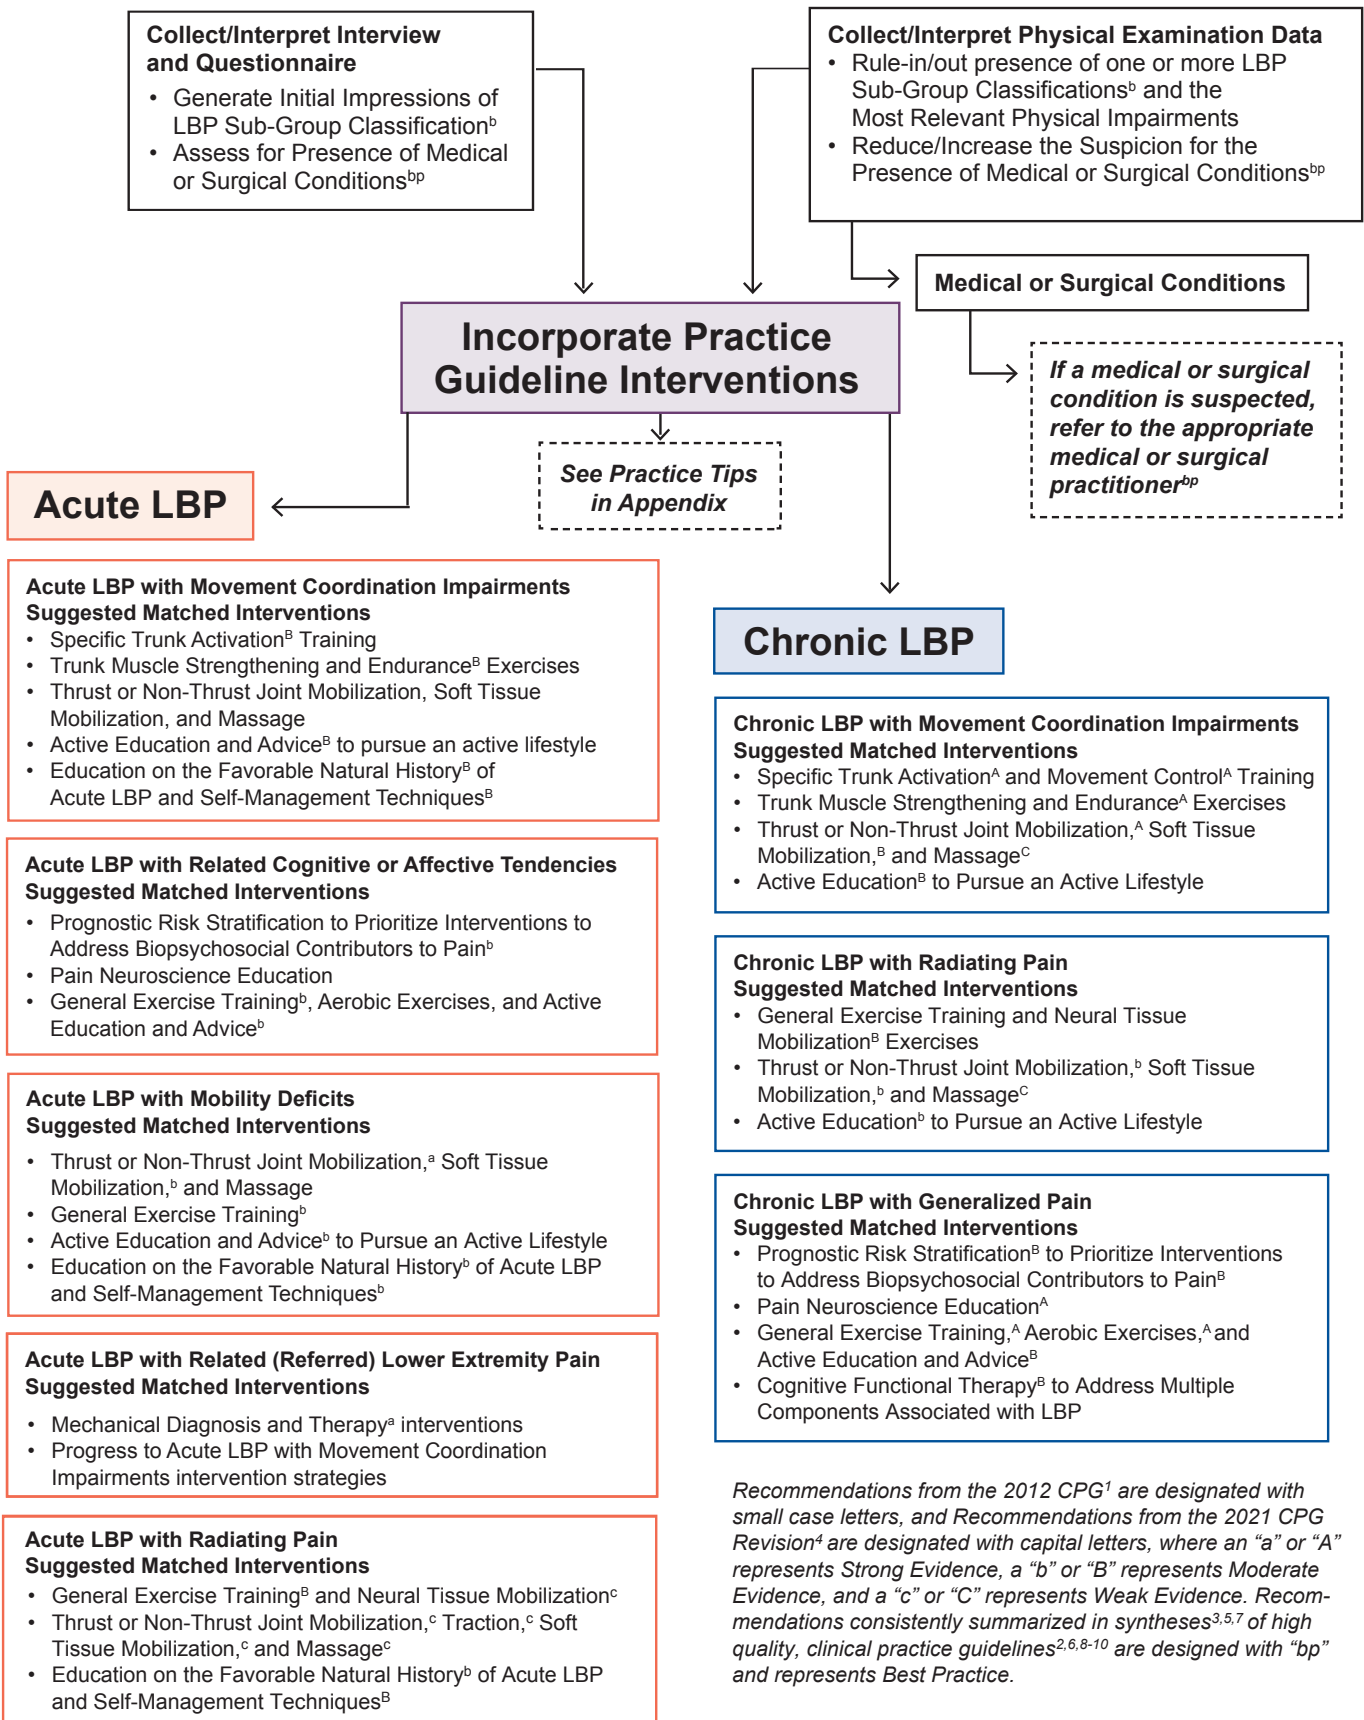 Collect/Interpret Interview
and Questionnaire
• Generate Initial Impressions of
LBP Sub-Group Classificationᵇ
• Assess for Presence of Medical
or Surgical Conditionsᵇᵖ
Collect/Interpret Physical Examination Data
• Rule-in/out presence of one or more LBP
Sub-Group Classificationsᵇ and the
Most Relevant Physical Impairments
• Reduce/Increase the Suspicion for the
Presence of Medical or Surgical Conditionsᵇᵖ
Medical or Surgical Conditions
If a medical or surgical
condition is suspected,
refer to the appropriate
medical or surgical
practitionerᵇᵖ
Incorporate Practice
Guideline Interventions
See Practice Tips
in Appendix
Acute LBP
Acute LBP with Movement Coordination Impairments
Suggested Matched Interventions
• Specific Trunk Activationᴮ Training
• Trunk Muscle Strengthening and Enduranceᴮ Exercises
• Thrust or Non-Thrust Joint Mobilization, Soft Tissue
Mobilization, and Massage
• Active Education and Adviceᴮ to pursue an active lifestyle
• Education on the Favorable Natural Historyᴮ of
Acute LBP and Self-Management Techniquesᴮ
Acute LBP with Related Cognitive or Affective Tendencies
Suggested Matched Interventions
• Prognostic Risk Stratification to Prioritize Interventions to
Address Biopsychosocial Contributors to Painᵇ
• Pain Neuroscience Education
• General Exercise Trainingᵇ, Aerobic Exercises, and Active
Education and Adviceᵇ
Acute LBP with Mobility Deficits
Suggested Matched Interventions
• Thrust or Non-Thrust Joint Mobilization,ᵃ Soft Tissue
Mobilization,ᵇ and Massage
• General Exercise Trainingᵇ
• Active Education and Adviceᵇ to Pursue an Active Lifestyle
• Education on the Favorable Natural Historyᵇ of Acute LBP
and Self-Management Techniquesᵇ
Acute LBP with Related (Referred) Lower Extremity Pain
Suggested Matched Interventions
• Mechanical Diagnosis and Therapyᵃ interventions
• Progress to Acute LBP with Movement Coordination
Impairments intervention strategies
Acute LBP with Radiating Pain
Suggested Matched Interventions
• General Exercise Trainingᴮ and Neural Tissue Mobilizationᶜ
• Thrust or Non-Thrust Joint Mobilization,ᶜ Traction,ᶜ Soft
Tissue Mobilization,ᶜ and Massageᶜ
• Education on the Favorable Natural Historyᵇ of Acute LBP
and Self-Management Techniquesᴮ
Chronic LBP
Chronic LBP with Movement Coordination Impairments
Suggested Matched Interventions
• Specific Trunk Activationᴬ and Movement Controlᴬ Training
• Trunk Muscle Strengthening and Enduranceᴬ Exercises
• Thrust or Non-Thrust Joint Mobilization,ᴬ Soft Tissue
Mobilization,ᴮ and Massageᶜ
• Active Educationᴮ to Pursue an Active Lifestyle
Chronic LBP with Radiating Pain
Suggested Matched Interventions
• General Exercise Training and Neural Tissue
Mobilizationᴮ Exercises
• Thrust or Non-Thrust Joint Mobilization,ᵇ Soft Tissue
Mobilization,ᵇ and Massageᶜ
• Active Educationᵇ to Pursue an Active Lifestyle
Chronic LBP with Generalized Pain
Suggested Matched Interventions
• Prognostic Risk Stratificationᴮ to Prioritize Interventions
to Address Biopsychosocial Contributors to Painᴮ
• Pain Neuroscience Educationᴬ
• General Exercise Training,ᴬ Aerobic Exercises,ᴬ and
Active Education and Adviceᴮ
• Cognitive Functional Therapyᴮ to Address Multiple
Components Associated with LBP
Recommendations from the 2012 CPG¹ are designated with
small case letters, and Recommendations from the 2021 CPG
Revision⁴ are designated with capital letters, where an “a” or “A”
represents Strong Evidence, a “b” or “B” represents Moderate
Evidence, and a “c” or “C” represents Weak Evidence. Recom-
mendations consistently summarized in syntheses³,⁵,⁷ of high
quality, clinical practice guidelines²,⁶,⁸⁻¹⁰ are designed with “bp”
and represents Best Practice.